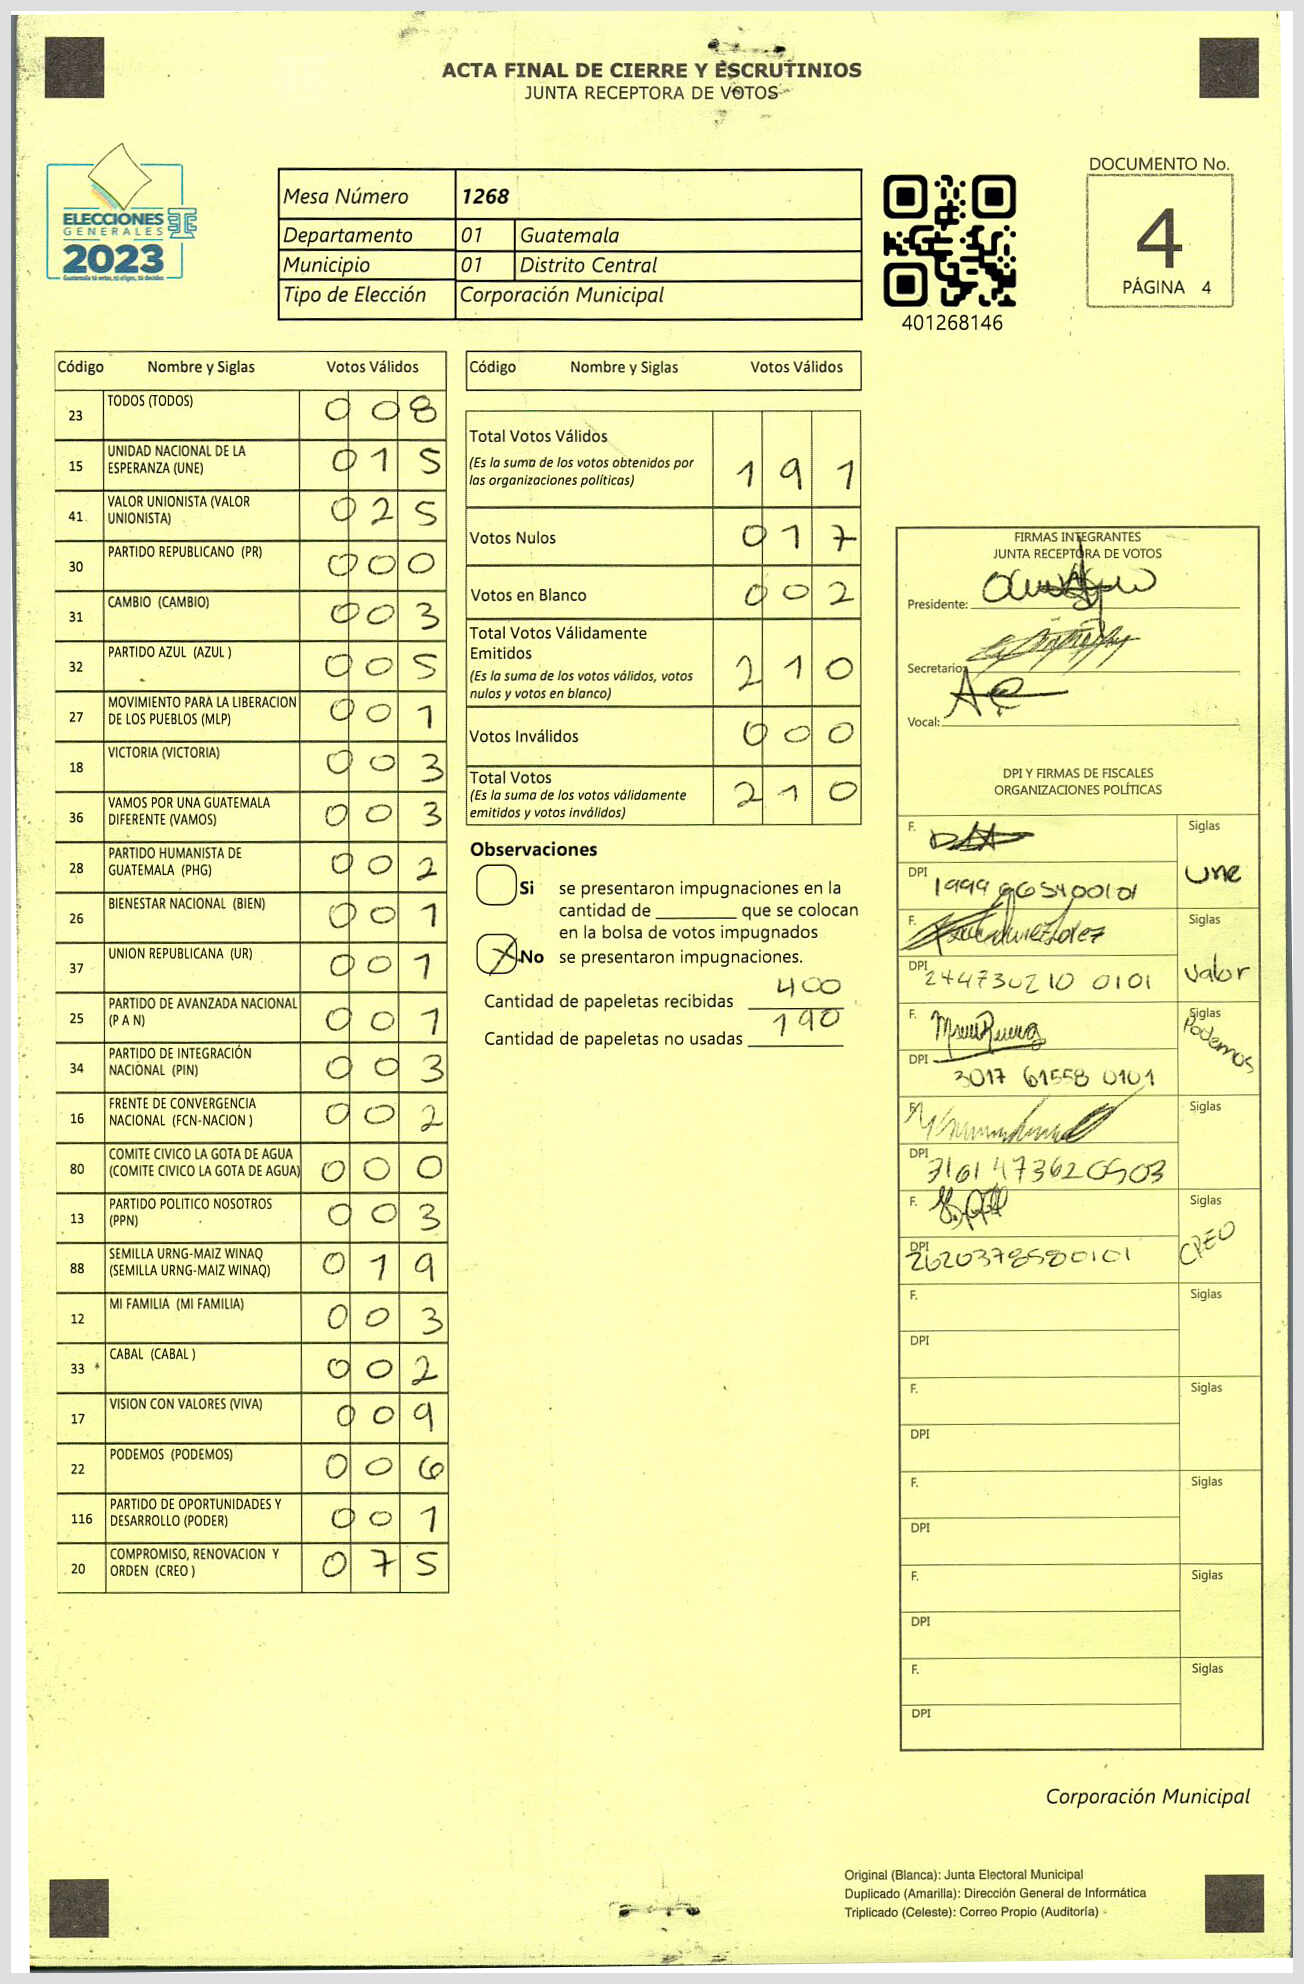 ACTA FINAL DE CIERRE Y ESCRUTINIOS
JUNTA RECEPTORA DE VOTOS
ELECCIONES
GENERALES
2023
Mesa Número 1268
Departamento 01 Guatemala
Municipio 01 Distrito Central
Tipo de Elección Corporación Municipal
401268146
DOCUMENTO No.
4
PÁGINA 4
Código Nombre y Siglas Votos Válidos
23 TODOS (TODOS) 0 0 8
15 UNIDAD NACIONAL DE LA
ESPERANZA (UNE) 0 1 5
41 VALOR UNIONISTA (VALOR
UNIONISTA) 0 2 5
30 PARTIDO REPUBLICANO (PR) 0 0 0
31 CAMBIO (CAMBIO) 0 0 3
32 PARTIDO AZUL (AZUL ) 0 0 5
27 MOVIMIENTO PARA LA LIBERACION
DE LOS PUEBLOS (MLP) 0 0 1
18 VICTORIA (VICTORIA) 0 0 3
36 VAMOS POR UNA GUATEMALA
DIFERENTE (VAMOS) 0 0 3
28 PARTIDO HUMANISTA DE
GUATEMALA (PHG) 0 0 2
26 BIENESTAR NACIONAL (BIEN) 0 0 1
37 UNION REPUBLICANA (UR) 0 0 1
25 PARTIDO DE AVANZADA NACIONAL
(P A N) 0 0 1
34 PARTIDO DE INTEGRACIÓN
NACIONAL (PIN) 0 0 3
16 FRENTE DE CONVERGENCIA
NACIONAL (FCN-NACION ) 0 0 2
80 COMITE CIVICO LA GOTA DE AGUA
(COMITE CIVICO LA GOTA DE AGUA) 0 0 0
13 PARTIDO POLITICO NOSOTROS
(PPN) 0 0 3
88 SEMILLA URNG-MAIZ WINAQ
(SEMILLA URNG-MAIZ WINAQ) 0 1 9
12 MI FAMILIA (MI FAMILIA) 0 0 3
33 CABAL (CABAL ) 0 0 2
17 VISION CON VALORES (VIVA) 0 0 9
22 PODEMOS (PODEMOS) 0 0 6
116 PARTIDO DE OPORTUNIDADES Y
DESARROLLO (PODER) 0 0 1
20 COMPROMISO, RENOVACION Y
ORDEN (CREO ) 0 7 5
Código Nombre y Siglas Votos Válidos
Total Votos Válidos
(Es la suma de los votos obtenidos por
las organizaciones políticas) 1 9 1
Votos Nulos 0 1 7
Votos en Blanco 0 0 2
Total Votos Válidamente
Emitidos
(Es la suma de los votos válidos, votos
nulos y votos en blanco) 2 1 0
Votos Inválidos 0 0 0
Total Votos
(Es la suma de los votos válidamente
emitidos y votos inválidos) 2 1 0
Observaciones
Si se presentaron impugnaciones en la
cantidad de ________ que se colocan
en la bolsa de votos impugnados
X No se presentaron impugnaciones.
Cantidad de papeletas recibidas 400
Cantidad de papeletas no usadas 190
FIRMAS INTEGRANTES
JUNTA RECEPTORA DE VOTOS
Presidente:
Secretario:
Vocal:
DPI Y FIRMAS DE FISCALES
ORGANIZACIONES POLÍTICAS
F. Siglas
DPI une
F. Siglas
DPI 244730210 0101 valor
F. Siglas
DPI 3017 61558 0101 Podemos
F. Siglas
DPI 3161473620503
F. Siglas
DPI 2620378580101 CREO
F. Siglas
DPI
F. Siglas
DPI
F. Siglas
DPI
F. Siglas
DPI
F. Siglas
DPI
Corporación Municipal
Original (Blanca): Junta Electoral Municipal
Duplicado (Amarilla): Dirección General de Informática
Triplicado (Celeste): Correo Propio (Auditoría)